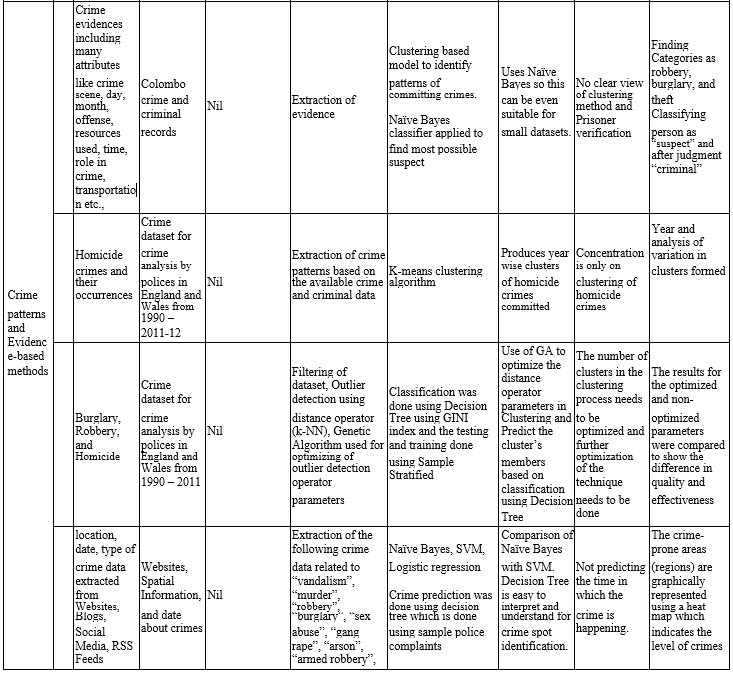 Crime
patterns
and
Evidenc
e-based
methods
Crime
evidences
including
many
attributes
like crime
scene, day,
month,
offense,
resources
used, time,
role in
crime,
transportatio
n etc.,
Colombo
crime and
criminal
records
Nil
Extraction of
evidence
Clustering based
model to identify
patterns of
committing crimes.
Naïve Bayes
classifier applied to
find most possible
suspect
Uses Naïve
Bayes so this
can be even
suitable for
small datasets.
No clear view
of clustering
method and
Prisoner
verification
Finding
Categories as
robbery,
burglary, and
theft
Classifying
person as
“suspect” and
after judgment
“criminal”
Homicide
crimes and
their
occurrences
Crime
dataset for
crime
analysis by
polices in
England and
Wales from
1990 –
2011-12
Nil
Extraction of crime
patterns based on
the available crime
and criminal data
K-means clustering
algorithm
Produces year
wise clusters
of homicide
crimes
committed
Concentration
is only on
clustering of
homicide
crimes
Year and
analysis of
variation in
clusters formed
Burglary,
Robbery,
and
Homicide
Crime
dataset for
crime
analysis by
polices in
England and
Wales from
1990 – 2011
Nil
Filtering of
dataset, Outlier
detection using
distance operator
(k-NN), Genetic
Algorithm used for
optimizing of
outlier detection
operator
parameters
Classification was
done using Decision
Tree using GINI
index and the testing
and training done
using Sample
Stratified
Use of GA to
optimize the
distance
operator
parameters in
Clustering and
Predict the
cluster’s
members
based on
classification
using Decision
Tree
The number of
clusters in the
clustering
process needs
to be
optimized and
further
optimization
of the
technique
needs to be
done
The results for
the optimized
and non-
optimized
parameters
were compared
to show the
difference in
quality and
effectiveness
location,
date, type of
crime data
extracted
from
Websites,
Blogs,
Social
Media, RSS
Feeds
Websites,
Spatial
Information,
and date
about crimes
Nil
Extraction of the
following crime
data related to
“vandalism”,
“murder”,
“robbery”,
“burglary”, “sex
abuse”, “gang
rape”, “arson”,
“armed robbery”,
Naïve Bayes, SVM,
Logistic regression
Crime prediction was
done using decision
tree which is done
using sample police
complaints
Comparison of
Naïve Bayes
with SVM.
Decision Tree
is easy to
interpret and
understand for
crime spot
identification.
Not predicting
the time in
which the
crime is
happening.
The crime-
prone areas
(regions) are
graphically
represented
using a heat
map which
indicates the
level of crimes